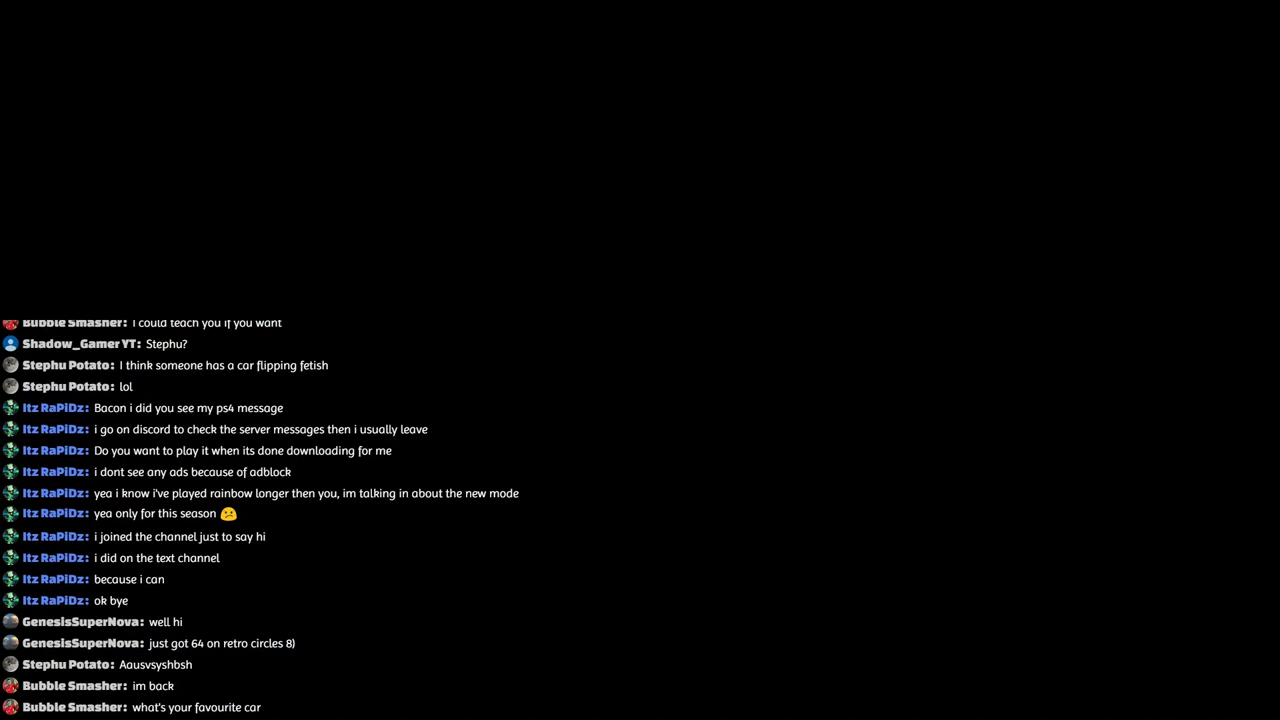 Bubble Smasher: I could teach you if you want
Shadow_Gamer YT: Stephu?
Stephu Potato: I think someone has a car flipping fetish
Stephu Potato: lol
Itz RaPiDz: Bacon i did you see my ps4 message
Itz RaPiDz: i go on discord to check the server messages then i usually leave
Itz RaPiDz: Do you want to play it when its done downloading for me
Itz RaPiDz: i dont see any ads because of adblock
Itz RaPiDz: yea i know i've played rainbow longer then you, im talking in about the new mode
Itz RaPiDz: yea only for this season 😕
Itz RaPiDz: i joined the channel just to say hi
Itz RaPiDz: i did on the text channel
Itz RaPiDz: because i can
Itz RaPiDz: ok bye
GenesisSuperNova: well hi
GenesisSuperNova: just got 64 on retro circles 8)
Stephu Potato: Aausvsyshbsh
Bubble Smasher: im back
Bubble Smasher: what's your favourite car